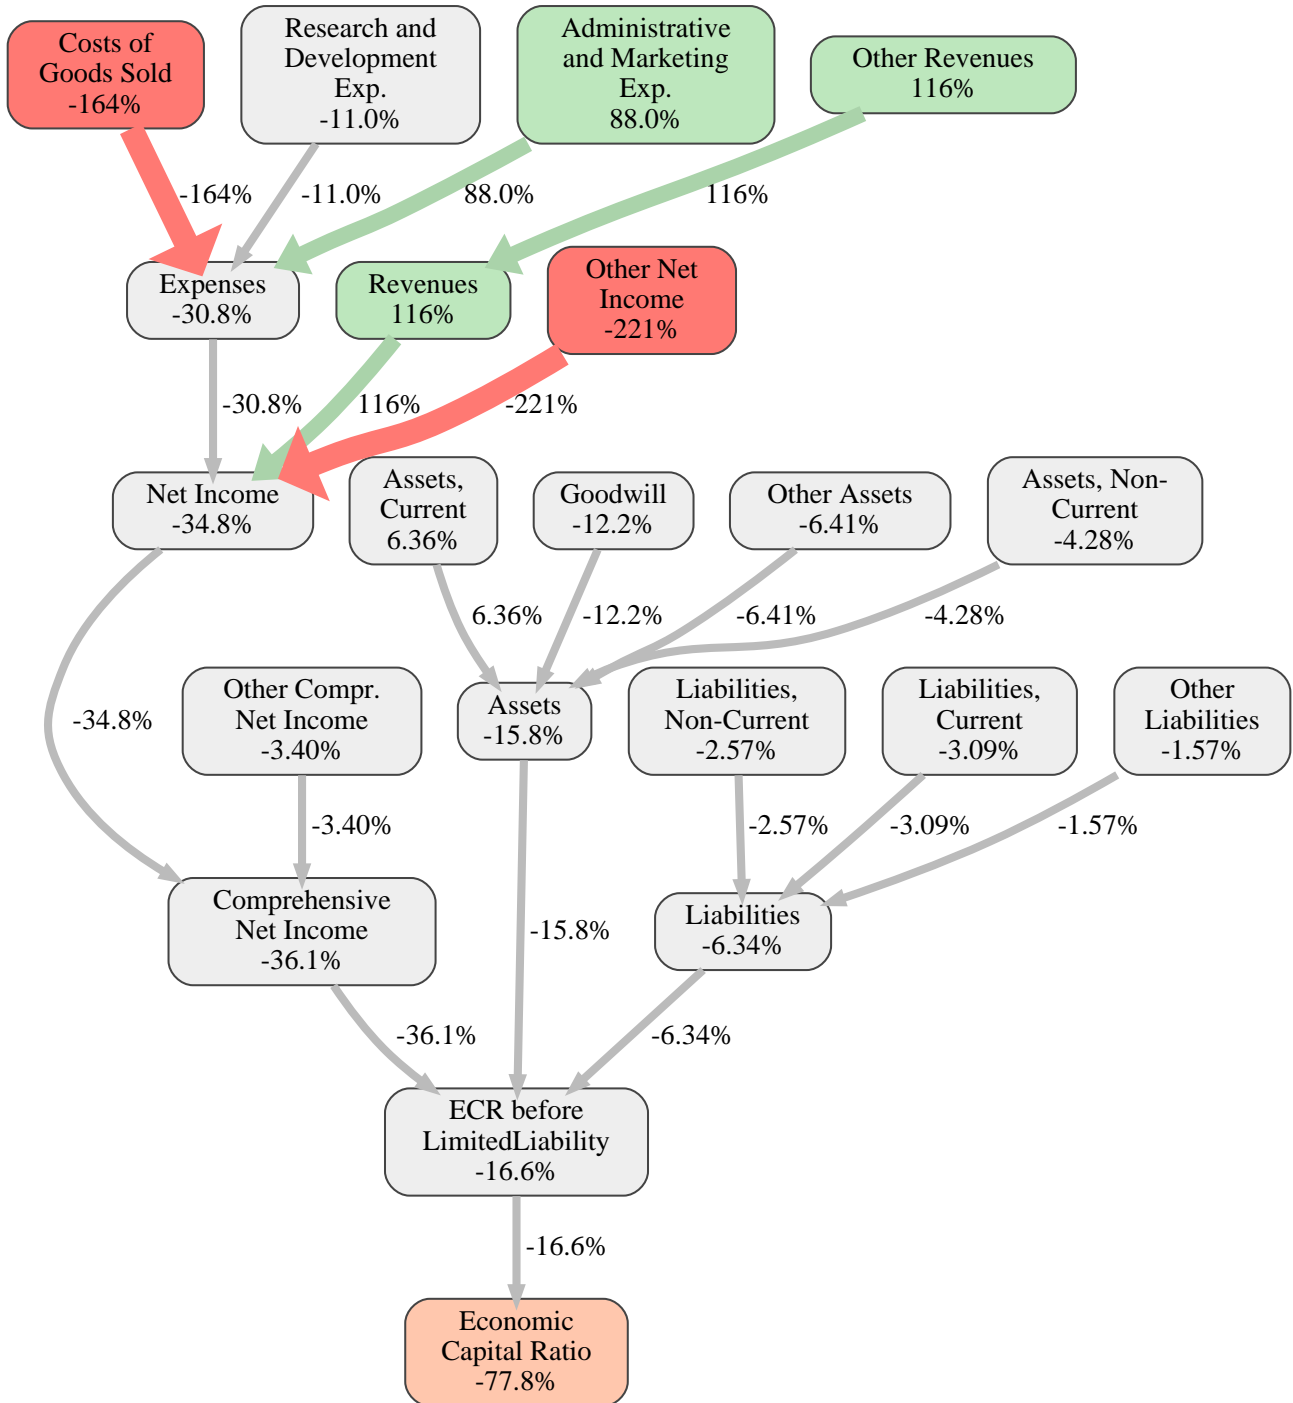 Costs of
Goods Sold
-164%
Research and
Development
Exp.
-11.0%
Administrative
and Marketing
Exp.
88.0%
Other Revenues
116%
-164%
-11.0%
88.0%
116%
Expenses
-30.8%
Revenues
116%
Other Net
Income
-221%
-30.8%
116%
-221%
Net Income
-34.8%
Assets,
Current
6.36%
Goodwill
-12.2%
Other Assets
-6.41%
Assets, Non-
Current
-4.28%
6.36%
-12.2%
-6.41%
-4.28%
-34.8%
Other Compr.
Net Income
-3.40%
Assets
-15.8%
Liabilities,
Non-Current
-2.57%
Liabilities,
Current
-3.09%
Other
Liabilities
-1.57%
-3.40%
-2.57%
-3.09%
-1.57%
Comprehensive
Net Income
-36.1%
-15.8%
Liabilities
-6.34%
-36.1%
-6.34%
ECR before
LimitedLiability
-16.6%
-16.6%
Economic
Capital Ratio
-77.8%